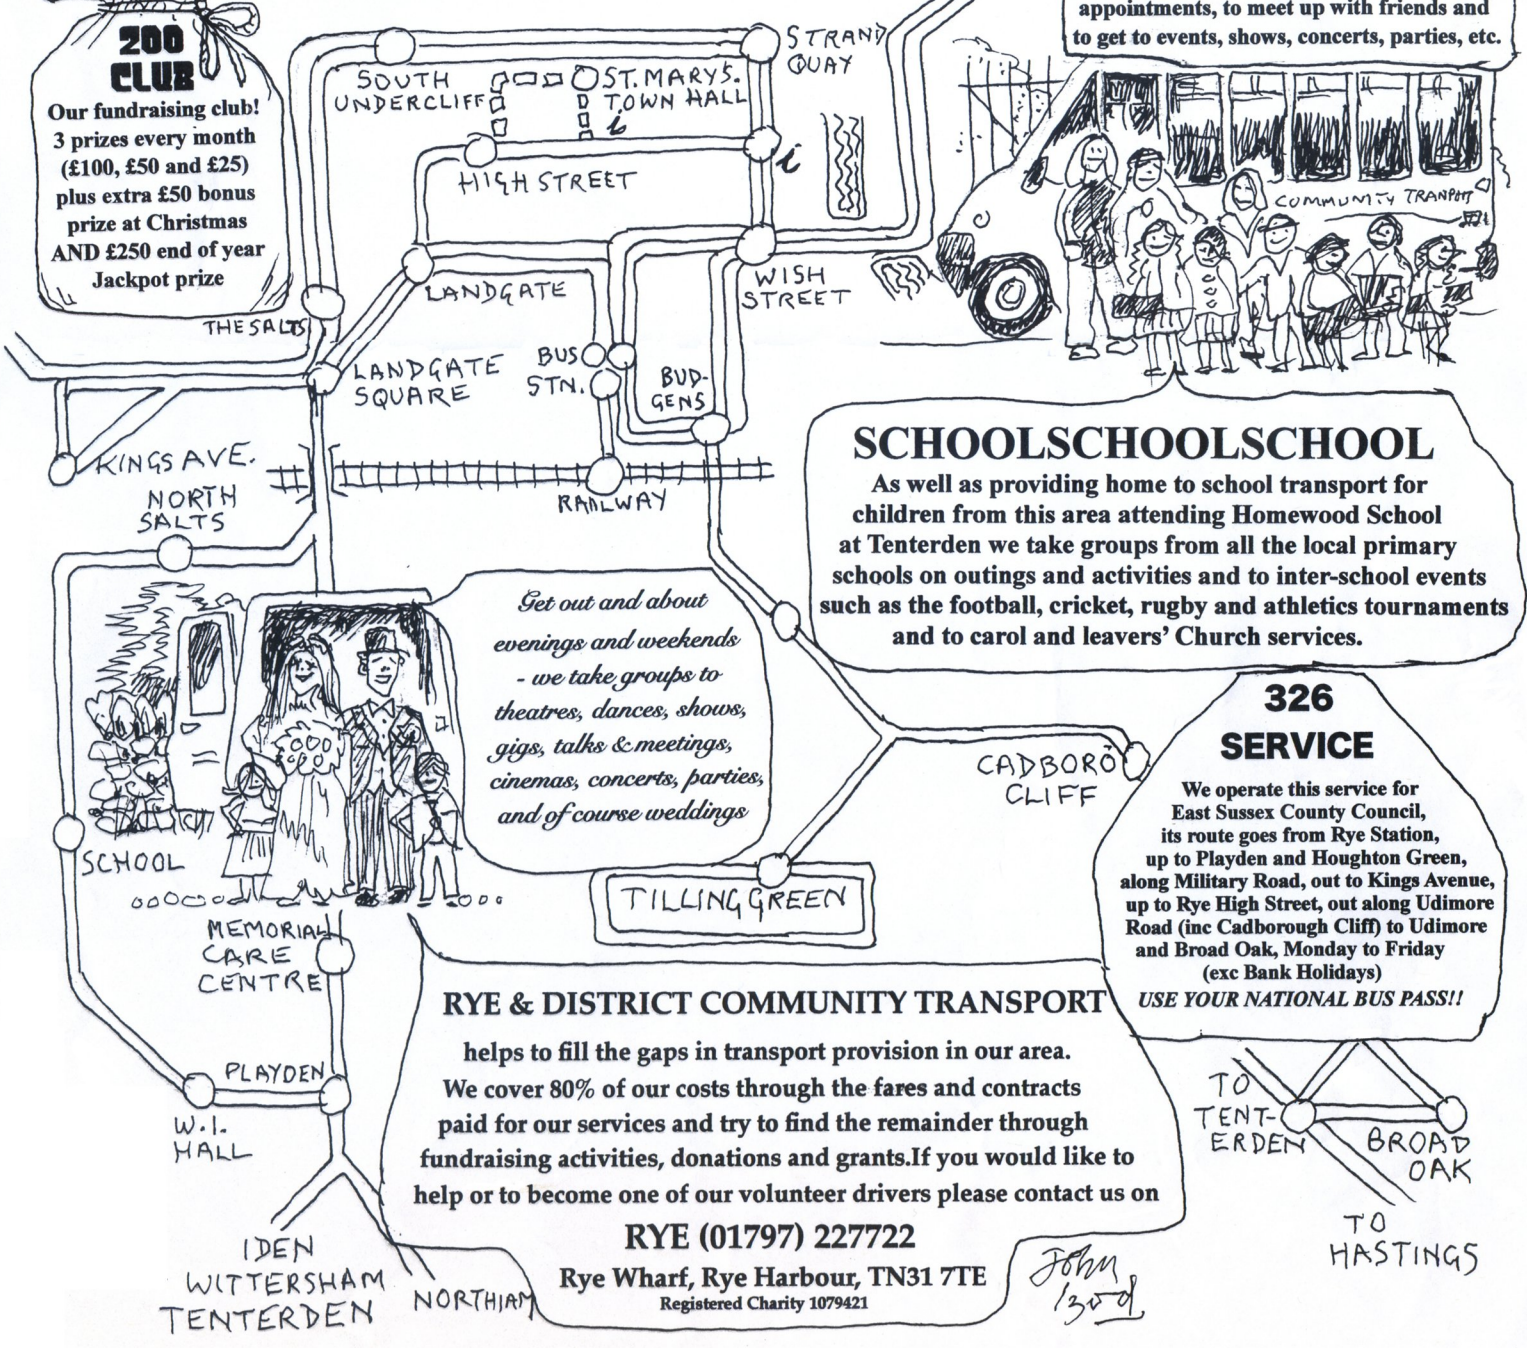 appointments, to meet up with friends and
to get to events, shows, concerts, parties, etc.
200
CLUB
Our fundraising club!
3 prizes every month
(£100, £50 and £25)
plus extra £50 bonus
prize at Christmas
AND £250 end of year
Jackpot prize
STRAND
QUAY
SOUTH
UNDERCLIFF
ST. MARYS.
TOWN HALL
i
i
HIGH STREET
COMMUNITY TRANPORT
LANDGATE
WISH
STREET
THE SALTS
LANDGATE
SQUARE
BUS
STN.
BUD-
GENS
KINGS AVE.
NORTH
SALTS
RAILWAY
SCHOOLSCHOOLSCHOOL
As well as providing home to school transport for
children from this area attending Homewood School
at Tenterden we take groups from all the local primary
schools on outings and activities and to inter-school events
such as the football, cricket, rugby and athletics tournaments
and to carol and leavers' Church services.
Get out and about
evenings and weekends
- we take groups to
theatres, dances, shows,
gigs, talks & meetings,
cinemas, concerts, parties,
and of course weddings
326
SERVICE
We operate this service for
East Sussex County Council,
its route goes from Rye Station,
up to Playden and Houghton Green,
along Military Road, out to Kings Avenue,
up to Rye High Street, out along Udimore
Road (inc Cadborough Cliff) to Udimore
and Broad Oak, Monday to Friday
(exc Bank Holidays)
USE YOUR NATIONAL BUS PASS!!
CADBORO
CLIFF
SCHOOL
TILLING GREEN
MEMORIAL
CARE
CENTRE
PLAYDEN
W.I.
HALL
RYE & DISTRICT COMMUNITY TRANSPORT
helps to fill the gaps in transport provision in our area.
We cover 80% of our costs through the fares and contracts
paid for our services and try to find the remainder through
fundraising activities, donations and grants.If you would like to
help or to become one of our volunteer drivers please contact us on
RYE (01797) 227722
Rye Wharf, Rye Harbour, TN31 7TE
Registered Charity 1079421
TO
TENT-
ERDEN
BROAD
OAK
TO
HASTINGS
IDEN
WITTERSHAM
TENTERDEN
NORTHIAM
John